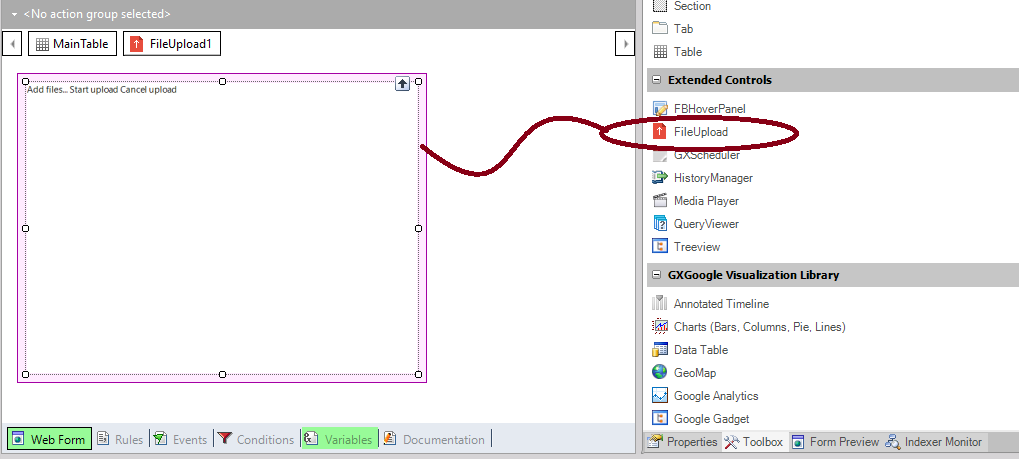 <No action group selected>
MainTable
FileUpload1
Add files... Start upload Cancel upload
Web Form
Rules
Events
Conditions
Variables
Documentation
Section
Tab
Table
Extended Controls
FBHoverPanel
FileUpload
GXScheduler
HistoryManager
Media Player
QueryViewer
Treeview
GXGoogle Visualization Library
Annotated Timeline
Charts (Bars, Columns, Pie, Lines)
Data Table
GeoMap
Google Analytics
Google Gadget
Properties
Toolbox
Form Preview
Indexer Monitor